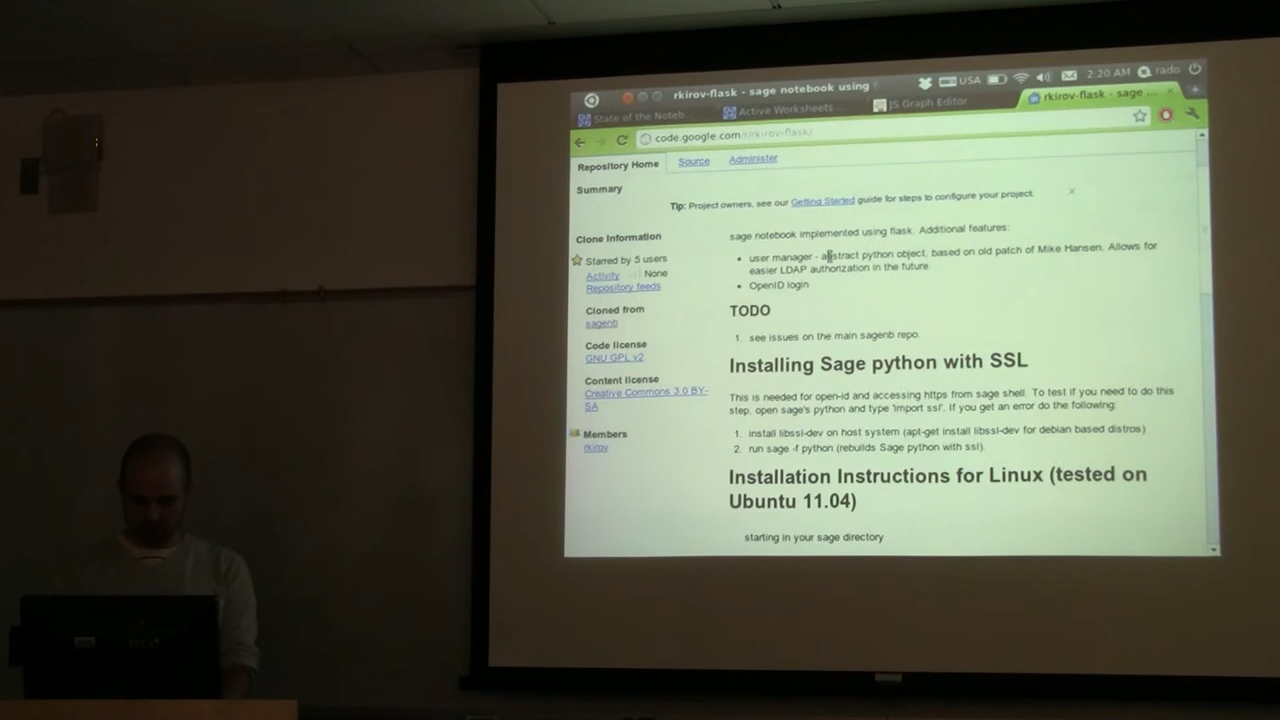 rkirov-flask - sage notebook using
USA 2:20 AM rado
State of the Noteb...
Active Worksheets ...
JS Graph Editor
rkirov-flask - sage ...
code.google.com/r/rkirov-flask/
Repository Home Source Administer
Summary
Tip: Project owners, see our Getting Started guide for steps to configure your project.
Clone Information
Starred by 5 users
Activity None
Repository feeds
Cloned from
sagenb
Code license
GNU GPL v2
Content license
Creative Commons 3.0 BY-
SA
Members
rkirov
sage notebook implemented using flask. Additional features:
• user manager - abstract python object, based on old patch of Mike Hansen. Allows for
easier LDAP authorization in the future.
• OpenID login
TODO
1. see issues on the main sagenb repo.
Installing Sage python with SSL
This is needed for open-id and accessing https from sage shell. To test if you need to do this
step, open sage's python and type 'import ssl'. If you get an error do the following:
1. install libssl-dev on host system (apt-get install libssl-dev for debian based distros)
2. run sage -f python (rebuilds Sage python with ssl).
Installation Instructions for Linux (tested on
Ubuntu 11.04)
starting in your sage directory